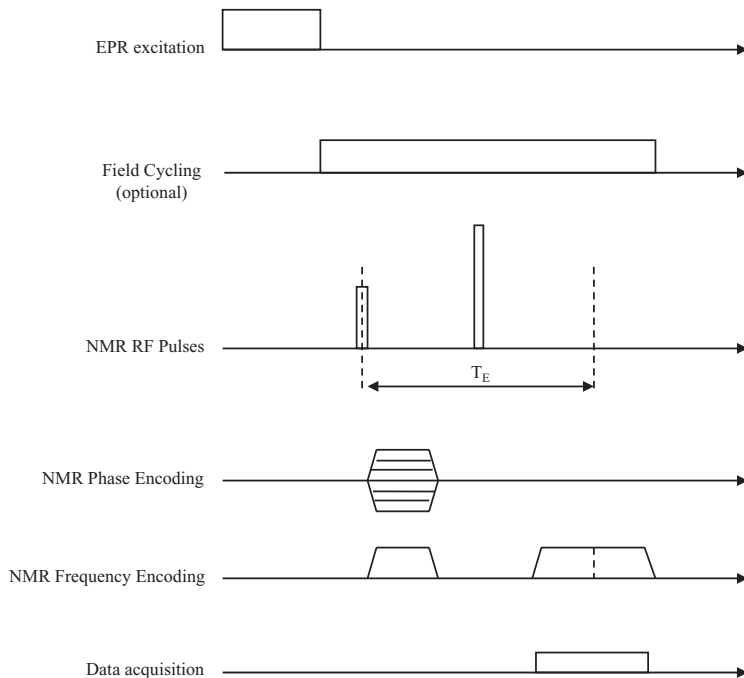 EPR excitation
Field Cycling
(optional)
NMR RF Pulses
T_E
NMR Phase Encoding
NMR Frequency Encoding
Data acquisition